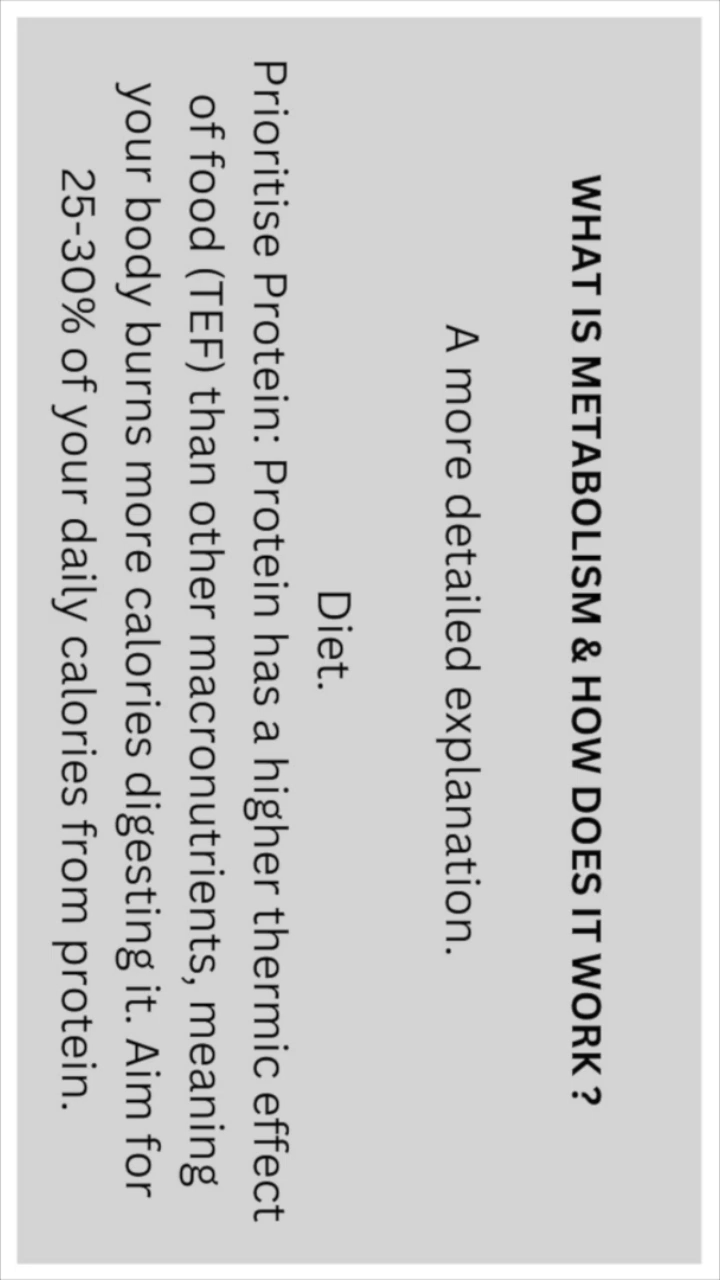 WHAT IS METABOLISM & HOW DOES IT WORK ?
A more detailed explanation.
Diet.
Prioritise Protein: Protein has a higher thermic effect
of food (TEF) than other macronutrients, meaning
your body burns more calories digesting it. Aim for
25-30% of your daily calories from protein.